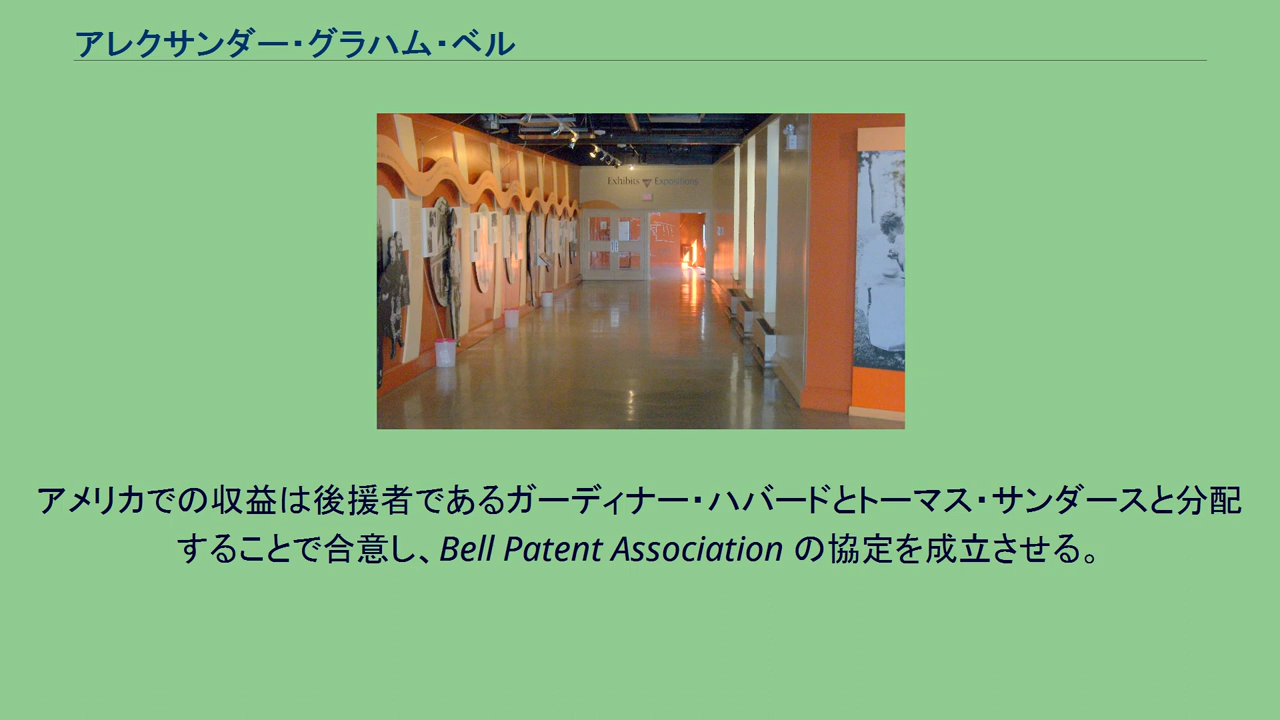 アレクサンダー・グラハム・ベル
Exhibits Expositions
アメリカでの収益は後援者であるガーディナー・ハバードとトーマス・サンダースと分配
することで合意し、Bell Patent Association の協定を成立させる。